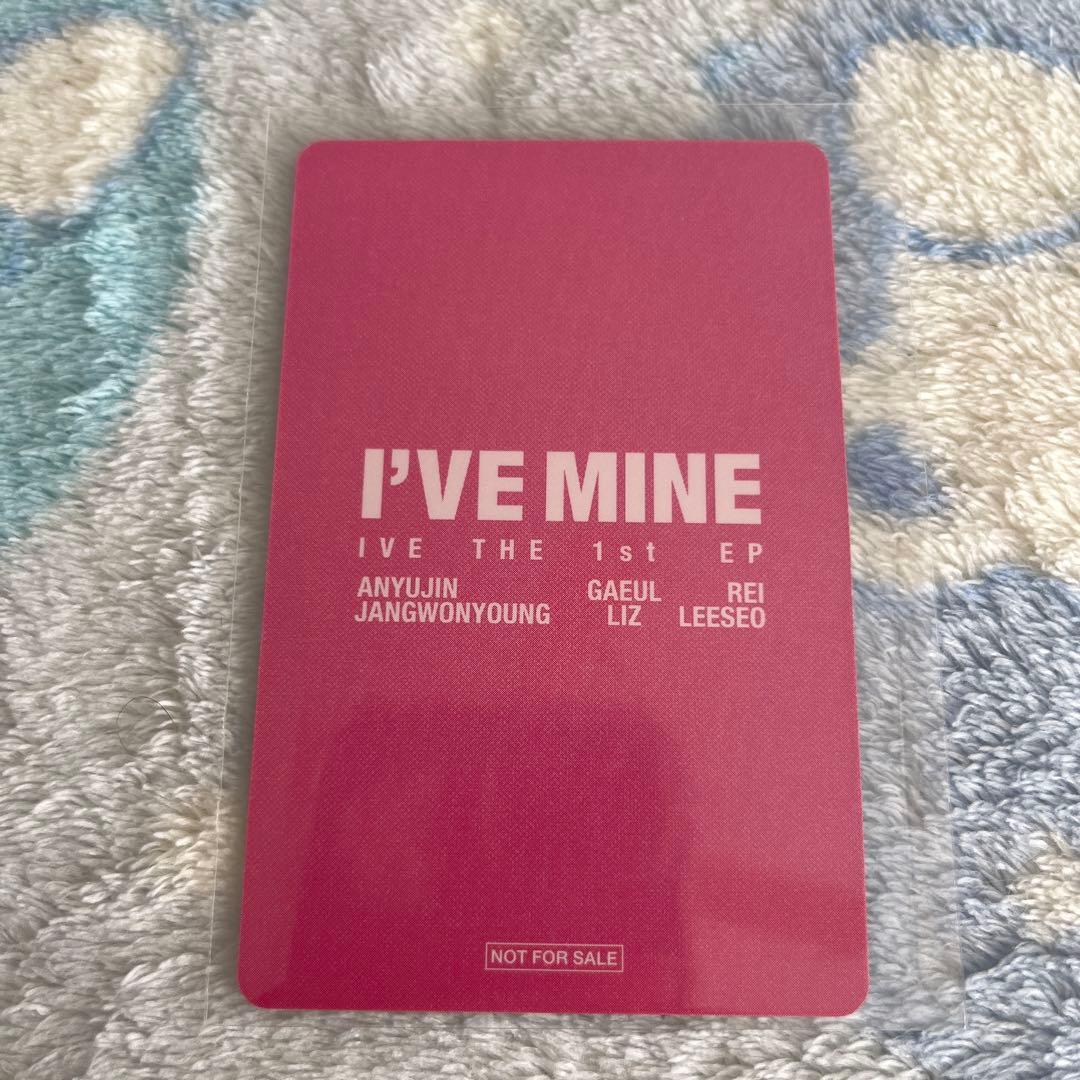 I'VE MINE
IVE THE 1st EP
ANYUJIN GAEUL REI
JANGWONYOUNG LIZ LEESEO
NOT FOR SALE